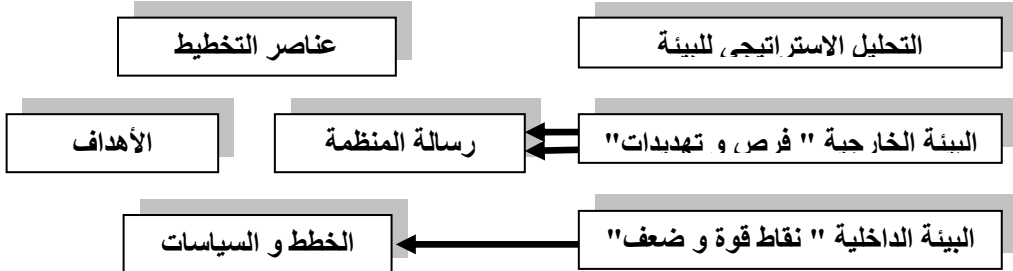 التحليل الاستراتيجي للبيئة
عناصر التخطيط
البيئة الخارجية " فرص و تهديدات"
رسالة المنظمة
الأهداف
البيئة الداخلية " نقاط قوة و ضعف"
الخطط و السياسات